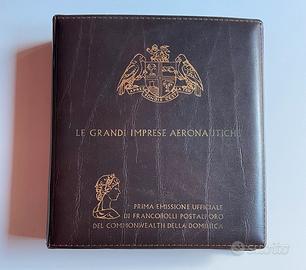 LE GRANDI IMPRESE AERONAUTICHE
PRIMA EMISSIONE UFFICIALE
DI FRANCOBOLLI POSTALI ORO
DEL COMMONWEALTH DELLA DOMINICA
subito